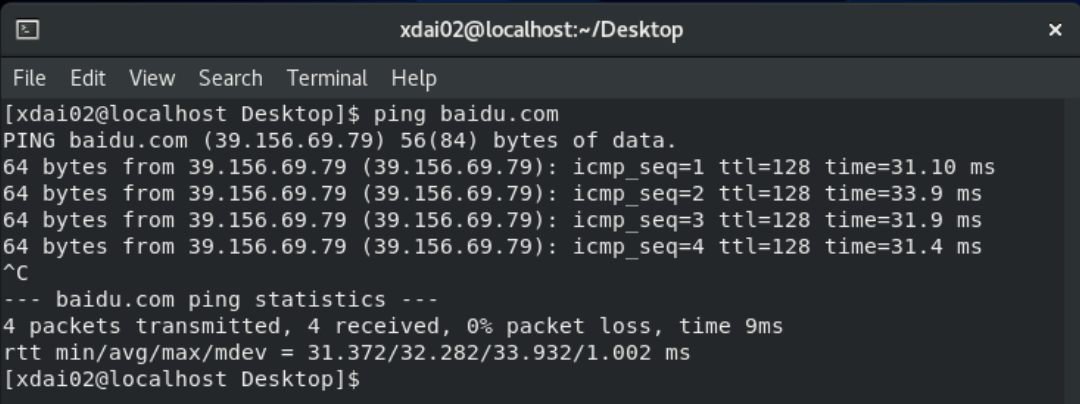 xdai02@localhost:~/Desktop
File Edit View Search Terminal Help
[xdai02@localhost Desktop]$ ping baidu.com
PING baidu.com (39.156.69.79) 56(84) bytes of data.
64 bytes from 39.156.69.79 (39.156.69.79): icmp_seq=1 ttl=128 time=31.10 ms
64 bytes from 39.156.69.79 (39.156.69.79): icmp_seq=2 ttl=128 time=33.9 ms
64 bytes from 39.156.69.79 (39.156.69.79): icmp_seq=3 ttl=128 time=31.9 ms
64 bytes from 39.156.69.79 (39.156.69.79): icmp_seq=4 ttl=128 time=31.4 ms
^C
--- baidu.com ping statistics ---
4 packets transmitted, 4 received, 0% packet loss, time 9ms
rtt min/avg/max/mdev = 31.372/32.282/33.932/1.002 ms
[xdai02@localhost Desktop]$